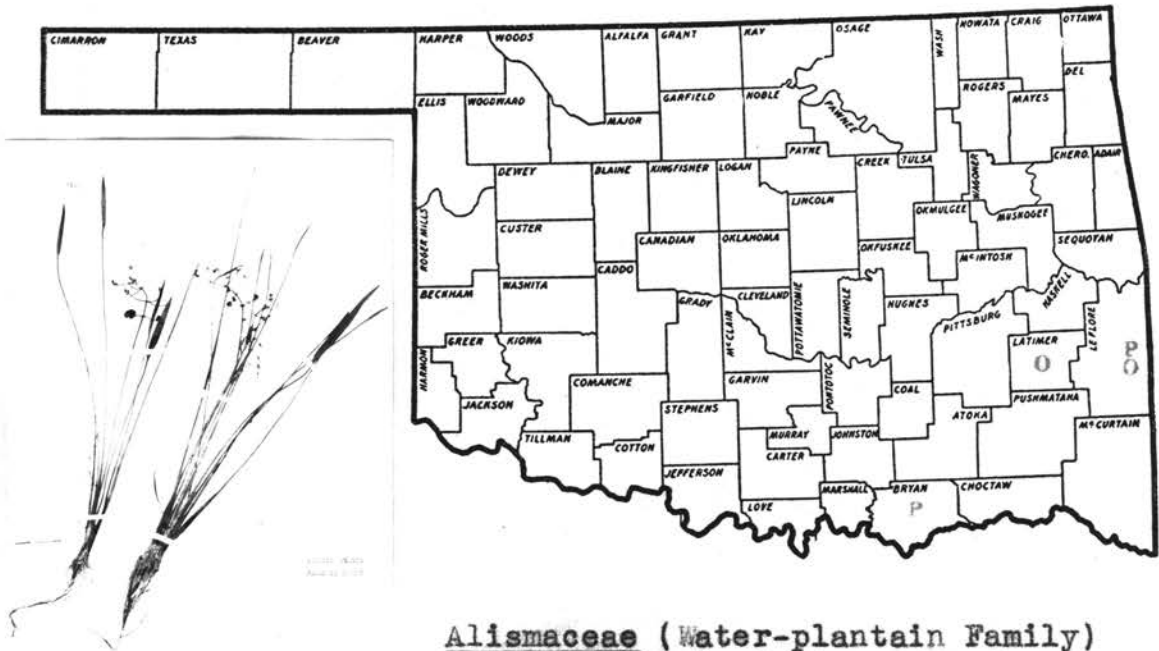 CIMARRON TEXAS BEAVER HARPER WOODS ALFALFA GRANT KAY OSAGE WASH NOWATA CRAIG OTTAWA
DEL
ELLIS WOODWARD GARFIELD NOBLE PAWNEE ROGERS MAYES
MAJOR
PAYNE
DEWEY BLAINE KINGFISHER LOGAN CREEK TULSA WAGONER CHERO. ADAIR
LINCOLN
OKMULGEE MUSKOGEE
ROGER MILLS CUSTER CANADIAN OKLAHOMA OKFUSKEE SEQUOYAH
McINTOSH
CADDO
BECKHAM WASHITA GRADY CLEVELAND POTTAWATOMIE SEMINOLE HUGHES PITTSBURG HASKELL
McCLAIN LE FLORE
GREER KIOWA LATIMER
O P
O
HARMON COMANCHE GARVIN PONTOTOC COAL PUSHMATAHA
JACKSON STEPHENS ATOKA McCURTAIN
TILLMAN COTTON MURRAY JOHNSTON
CARTER
JEFFERSON
MARSHALL BRYAN CHOCTAW
LOVE P
Alismaceae (Water-plantain Family)